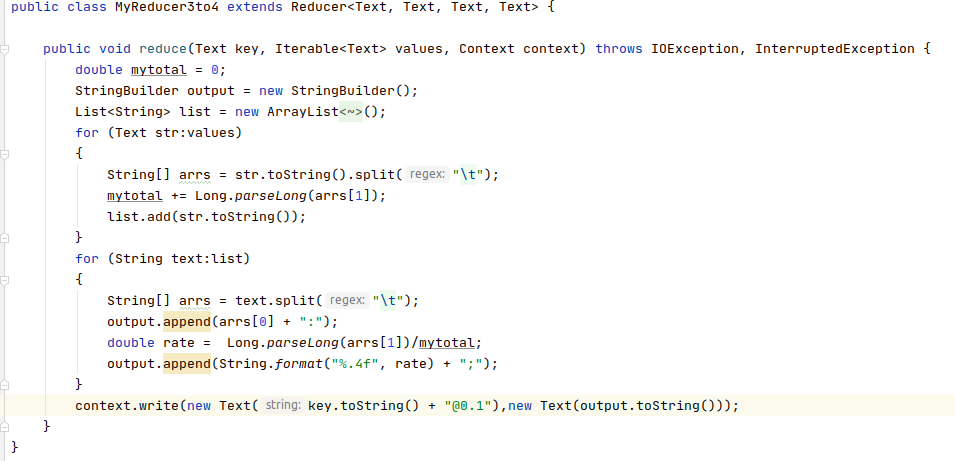 public class MyReducer3to4 extends Reducer<Text, Text, Text, Text> {
public void reduce(Text key, Iterable<Text> values, Context context) throws IOException, InterruptedException {
double mytotal = 0;
StringBuilder output = new StringBuilder();
List<String> list = new ArrayList<~>();
for (Text str:values)
{
String[] arrs = str.toString().split( regex: "\t");
mytotal += Long.parseLong(arrs[1]);
list.add(str.toString());
}
for (String text:list)
{
String[] arrs = text.split( regex: "\t");
output.append(arrs[0] + ":");
double rate =  Long.parseLong(arrs[1])/mytotal;
output.append(String.format("%.4f", rate) + ";");
}
context.write(new Text( string: key.toString() + "@0.1"),new Text(output.toString()));
}
}